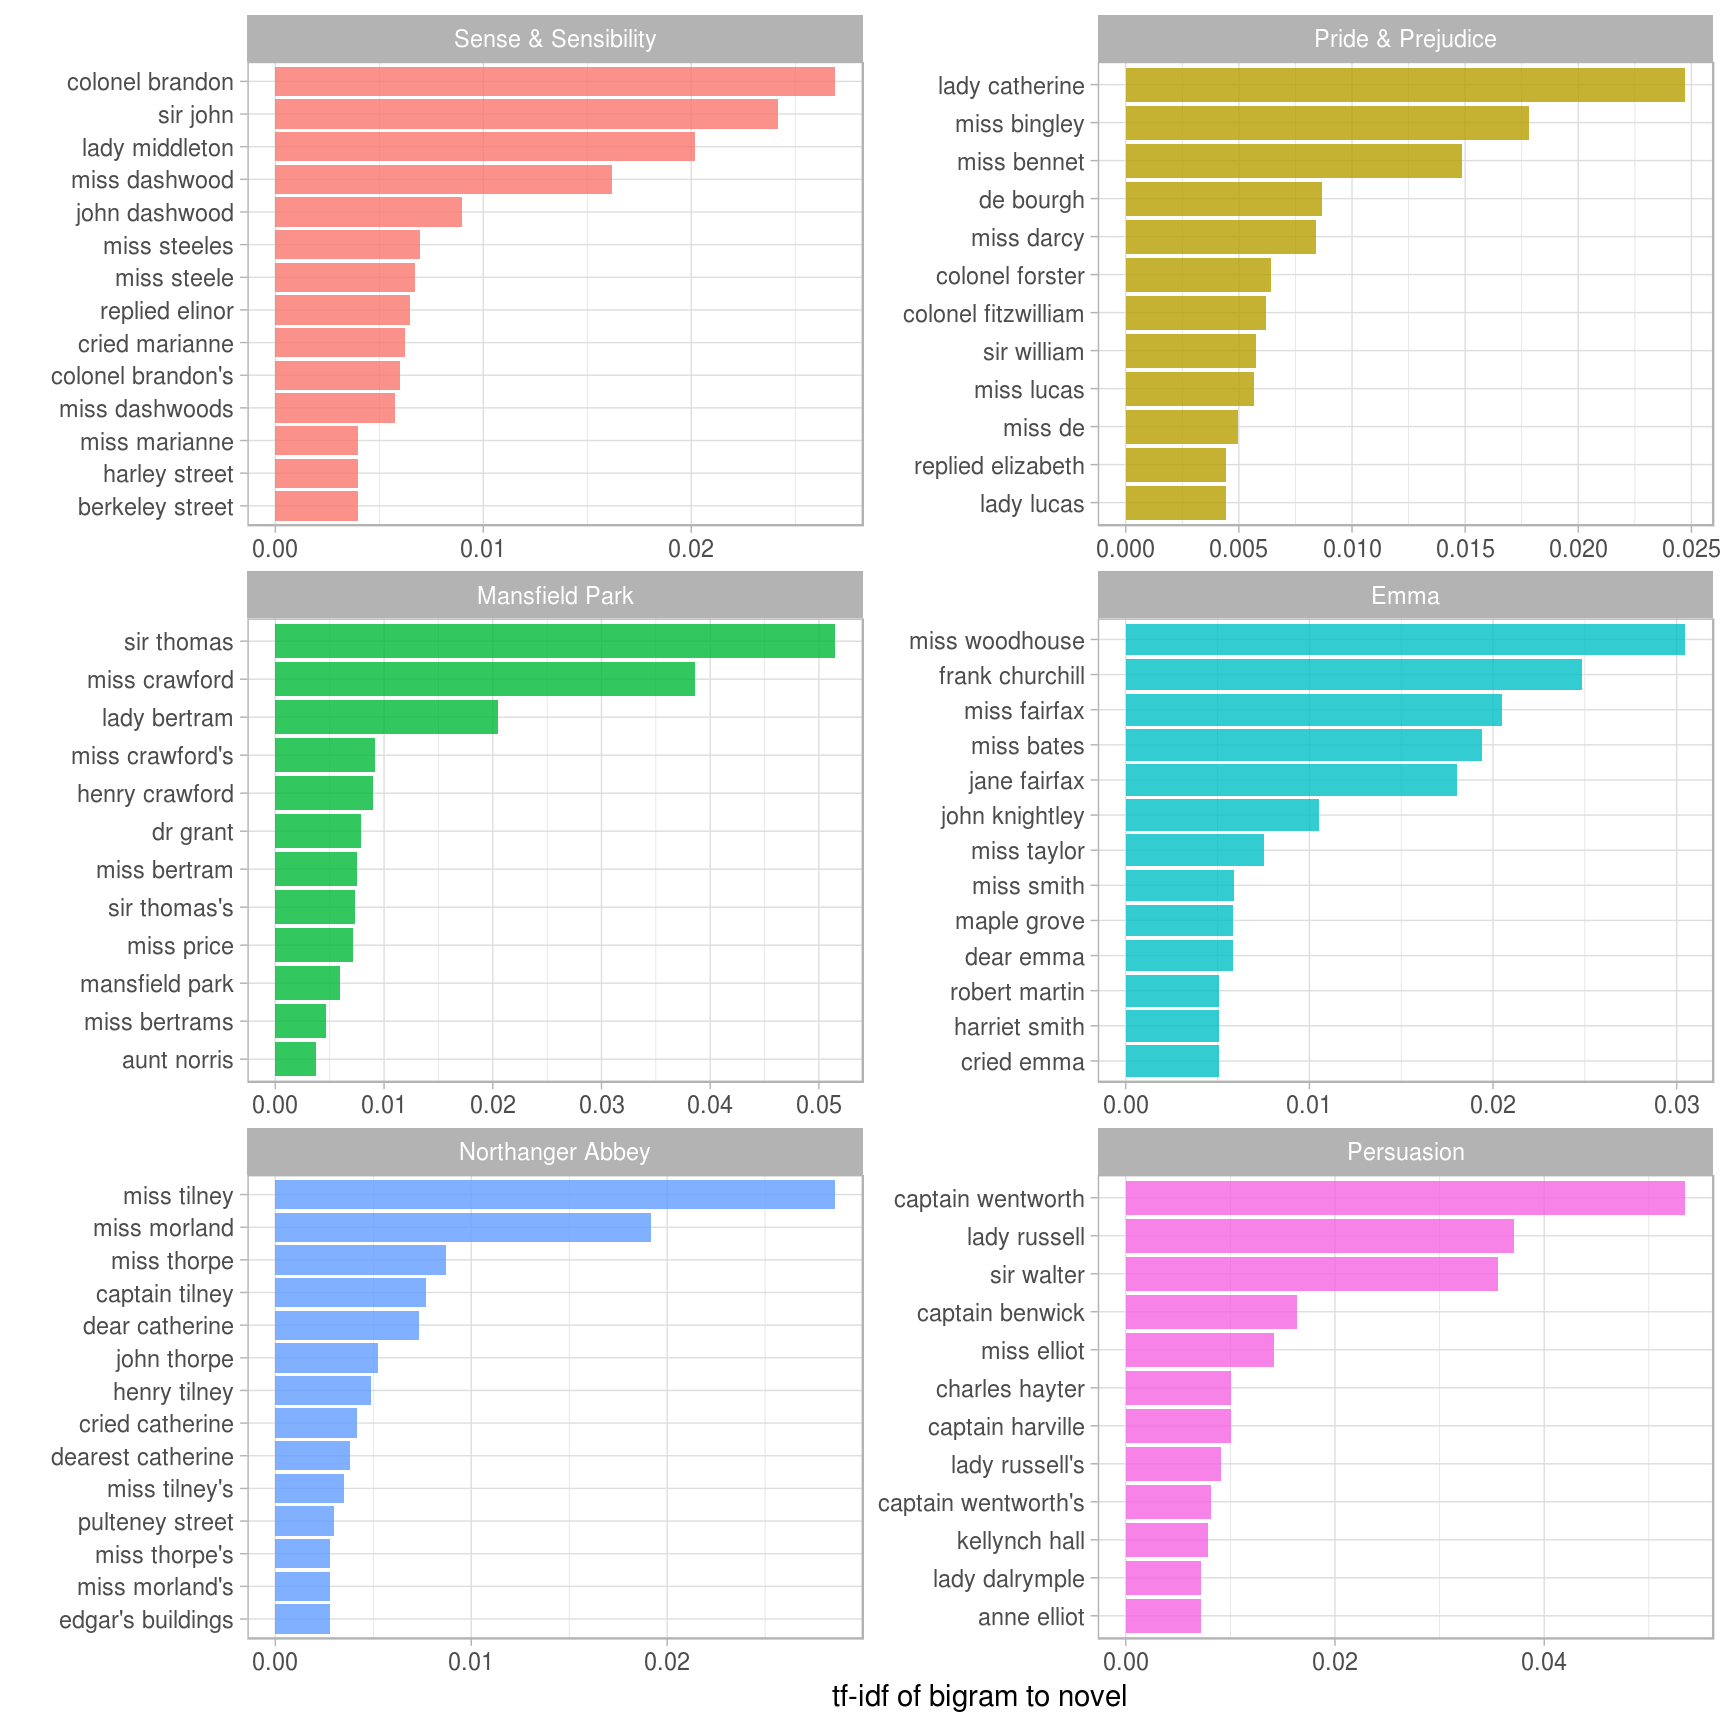 Sense & Sensibility
colonel brandon
sir john
lady middleton
miss dashwood
john dashwood
miss steeles
miss steele
replied elinor
cried marianne
colonel brandon's
miss dashwoods
miss marianne
harley street
berkeley street
0.00 0.01 0.02
Pride & Prejudice
lady catherine
miss bingley
miss bennet
de bourgh
miss darcy
colonel forster
colonel fitzwilliam
sir william
miss lucas
miss de
replied elizabeth
lady lucas
0.000 0.005 0.010 0.015 0.020 0.025
Mansfield Park
sir thomas
miss crawford
lady bertram
miss crawford's
henry crawford
dr grant
miss bertram
sir thomas's
miss price
mansfield park
miss bertrams
aunt norris
0.00 0.01 0.02 0.03 0.04 0.05
Emma
miss woodhouse
frank churchill
miss fairfax
miss bates
jane fairfax
john knightley
miss taylor
miss smith
maple grove
dear emma
robert martin
harriet smith
cried emma
0.00 0.01 0.02 0.03
Northanger Abbey
miss tilney
miss morland
miss thorpe
captain tilney
dear catherine
john thorpe
henry tilney
cried catherine
dearest catherine
miss tilney's
pulteney street
miss thorpe's
miss morland's
edgar's buildings
0.00 0.01 0.02
Persuasion
captain wentworth
lady russell
sir walter
captain benwick
miss elliot
charles hayter
captain harville
lady russell's
captain wentworth's
kellynch hall
lady dalrymple
anne elliot
0.00 0.02 0.04
tf-idf of bigram to novel